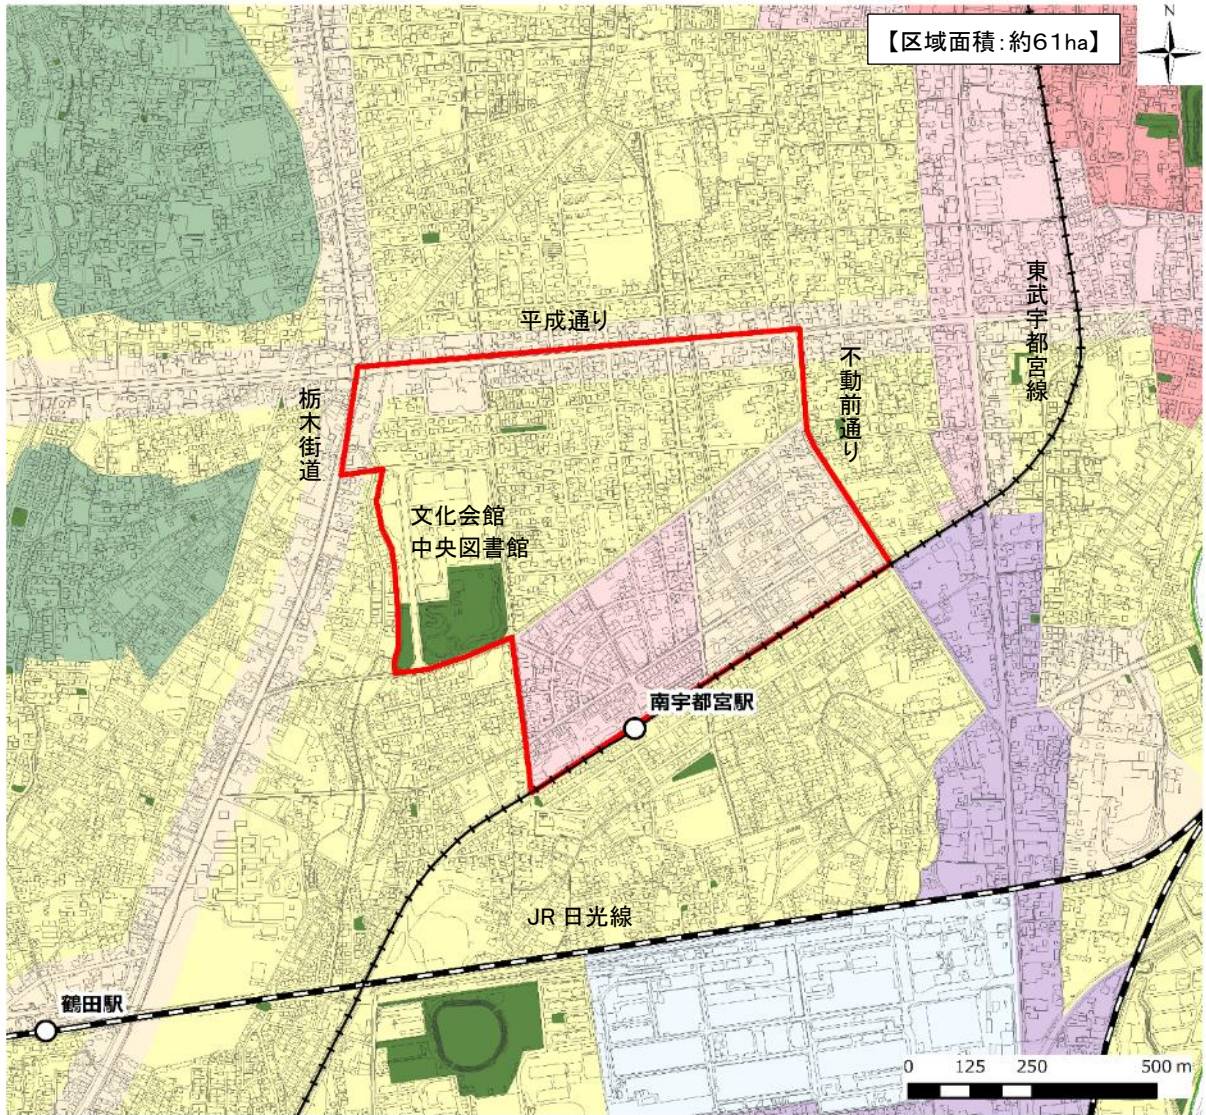 【区域面積:約61ha】
N
平成通り
東武宇都宮線
不動前通り
栃木街道
文化会館
中央図書館
南宇都宮駅
JR 日光線
鶴田駅
0 125 250 500 m